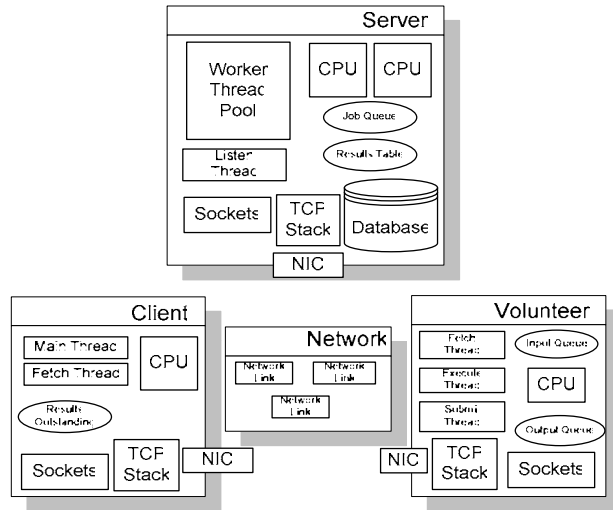 Server
Worker
Thread
Pool
CPU
CPU
Job Queue
Results Table
Listen
Thread
Sockets
TCP
Stack
Database
NIC
Client
Main Thread
Fetch Thread
CPU
Results
Outstanding
Sockets
TCP
Stack
NIC
Network
Network
Link
Network
Link
Network
Link
Volunteer
Fetch
Thread
Input Queue
Execute
Thread
CPU
Submit
Thread
Output Queue
NIC
TCP
Stack
Sockets